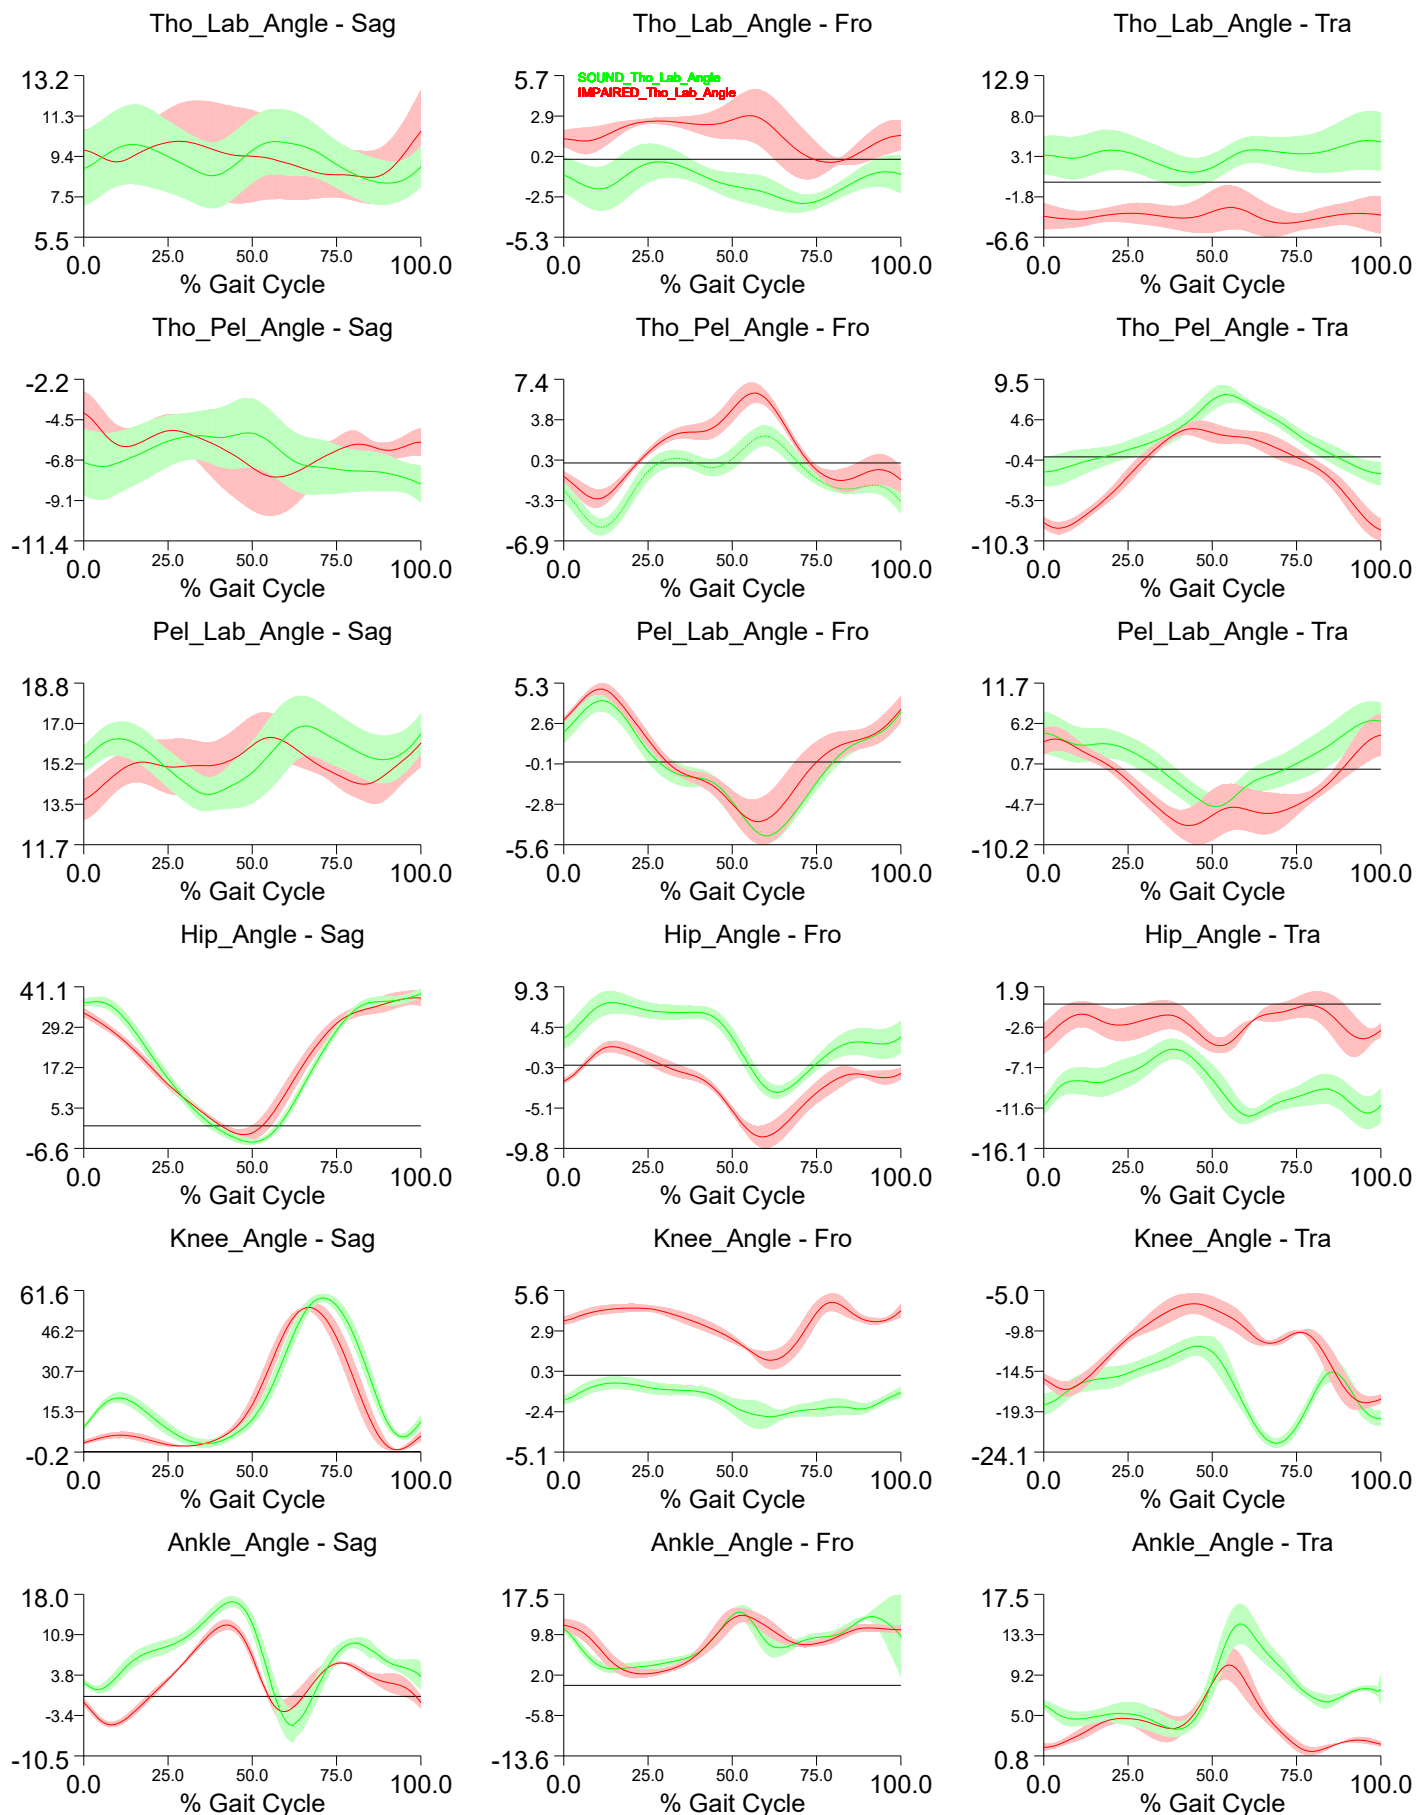 Tho_Lab_Angle - Sag
13.2
11.3
9.4
7.5
5.5
0.0 25.0 50.0 75.0 100.0
% Gait Cycle
Tho_Lab_Angle - Fro
SOUND_Tho_Lab_Angle
IMPAIRED_Tho_Lab_Angle
5.7
2.9
0.2
-2.5
-5.3
0.0 25.0 50.0 75.0 100.0
% Gait Cycle
Tho_Lab_Angle - Tra
12.9
8.0
3.1
-1.8
-6.6
0.0 25.0 50.0 75.0 100.0
% Gait Cycle
Tho_Pel_Angle - Sag
-2.2
-4.5
-6.8
-9.1
-11.4
0.0 25.0 50.0 75.0 100.0
% Gait Cycle
Tho_Pel_Angle - Fro
7.4
3.8
0.3
-3.3
-6.9
0.0 25.0 50.0 75.0 100.0
% Gait Cycle
Tho_Pel_Angle - Tra
9.5
4.6
-0.4
-5.3
-10.3
0.0 25.0 50.0 75.0 100.0
% Gait Cycle
Pel_Lab_Angle - Sag
18.8
17.0
15.2
13.5
11.7
0.0 25.0 50.0 75.0 100.0
% Gait Cycle
Pel_Lab_Angle - Fro
5.3
2.6
-0.1
-2.8
-5.6
0.0 25.0 50.0 75.0 100.0
% Gait Cycle
Pel_Lab_Angle - Tra
11.7
6.2
0.7
-4.7
-10.2
0.0 25.0 50.0 75.0 100.0
% Gait Cycle
Hip_Angle - Sag
41.1
29.2
17.2
5.3
-6.6
0.0 25.0 50.0 75.0 100.0
% Gait Cycle
Hip_Angle - Fro
9.3
4.5
-0.3
-5.1
-9.8
0.0 25.0 50.0 75.0 100.0
% Gait Cycle
Hip_Angle - Tra
1.9
-2.6
-7.1
-11.6
-16.1
0.0 25.0 50.0 75.0 100.0
% Gait Cycle
Knee_Angle - Sag
61.6
46.2
30.7
15.3
-0.2
0.0 25.0 50.0 75.0 100.0
% Gait Cycle
Knee_Angle - Fro
5.6
2.9
0.3
-2.4
-5.1
0.0 25.0 50.0 75.0 100.0
% Gait Cycle
Knee_Angle - Tra
-5.0
-9.8
-14.5
-19.3
-24.1
0.0 25.0 50.0 75.0 100.0
% Gait Cycle
Ankle_Angle - Sag
18.0
10.9
3.8
-3.4
-10.5
0.0 25.0 50.0 75.0 100.0
% Gait Cycle
Ankle_Angle - Fro
17.5
9.8
2.0
-5.8
-13.6
0.0 25.0 50.0 75.0 100.0
% Gait Cycle
Ankle_Angle - Tra
17.5
13.3
9.2
5.0
0.8
0.0 25.0 50.0 75.0 100.0
% Gait Cycle